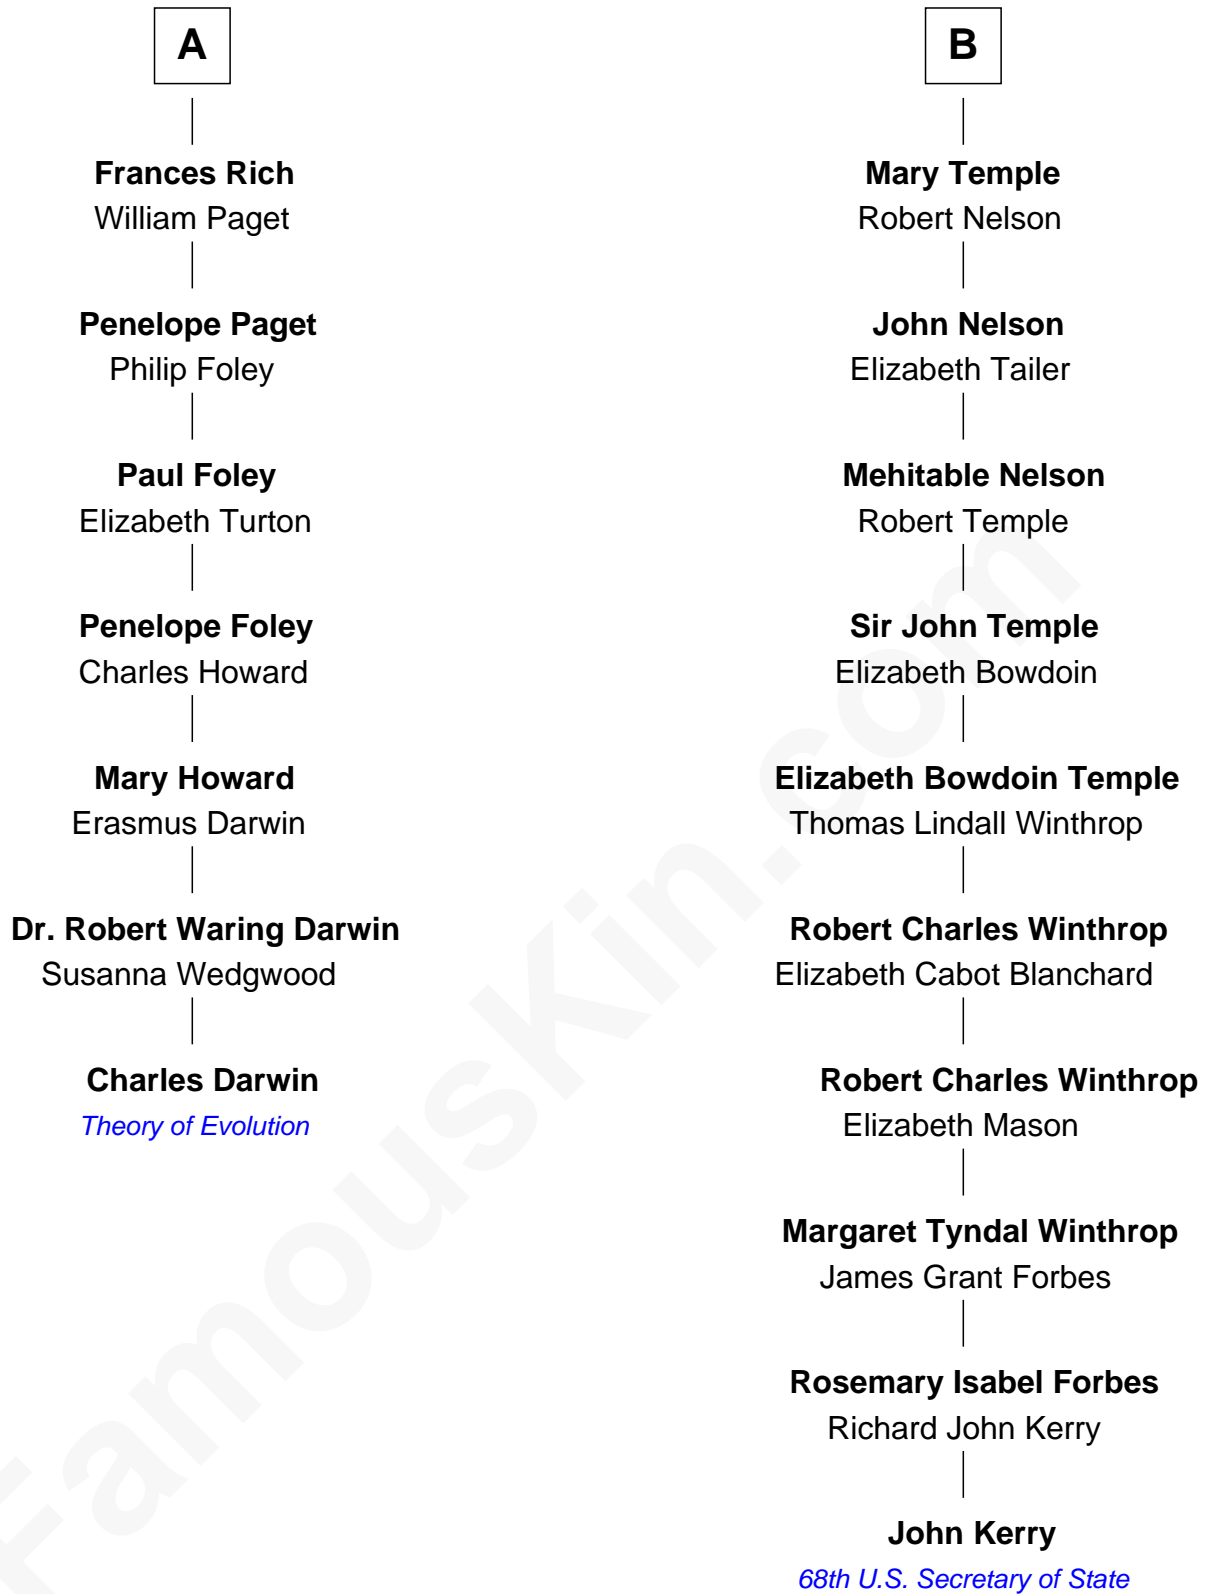 A
Frances Rich
William Paget
Penelope Paget
Philip Foley
Paul Foley
Elizabeth Turton
Penelope Foley
Charles Howard
Mary Howard
Erasmus Darwin
Dr. Robert Waring Darwin
Susanna Wedgwood
Charles Darwin
Theory of Evolution
B
Mary Temple
Robert Nelson
John Nelson
Elizabeth Tailer
Mehitable Nelson
Robert Temple
Sir John Temple
Elizabeth Bowdoin
Elizabeth Bowdoin Temple
Thomas Lindall Winthrop
Robert Charles Winthrop
Elizabeth Cabot Blanchard
Robert Charles Winthrop
Elizabeth Mason
Margaret Tyndal Winthrop
James Grant Forbes
Rosemary Isabel Forbes
Richard John Kerry
John Kerry
68th U.S. Secretary of State
FamousKin.com